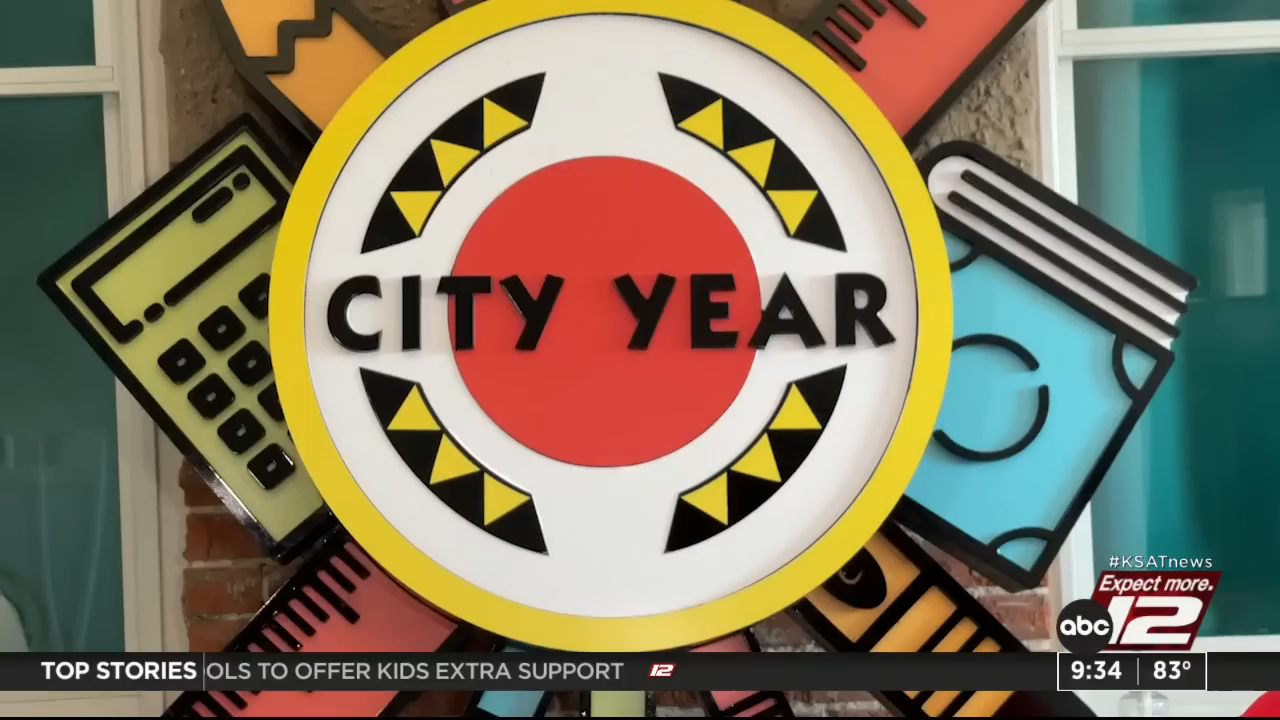 CITY YEAR
#KSATnews
Expect more.
abc 12
TOP STORIES OLS TO OFFER KIDS EXTRA SUPPORT 12
9:34 83°